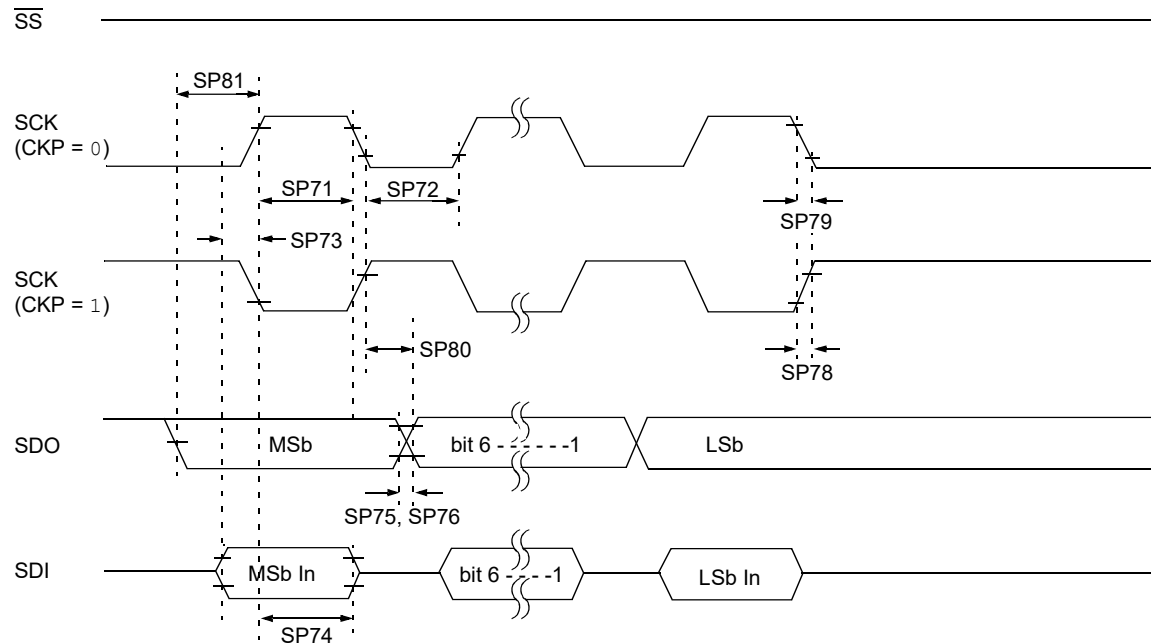 SS
SP81
SCK
(CKP = 0)
SP71
SP72
SP79
SP73
SCK
(CKP = 1)
SP80
SP78
SDO
MSb
bit 6 - - - - - -1
LSb
SP75, SP76
SDI
MSb In
bit 6 - - - - -1
LSb In
SP74